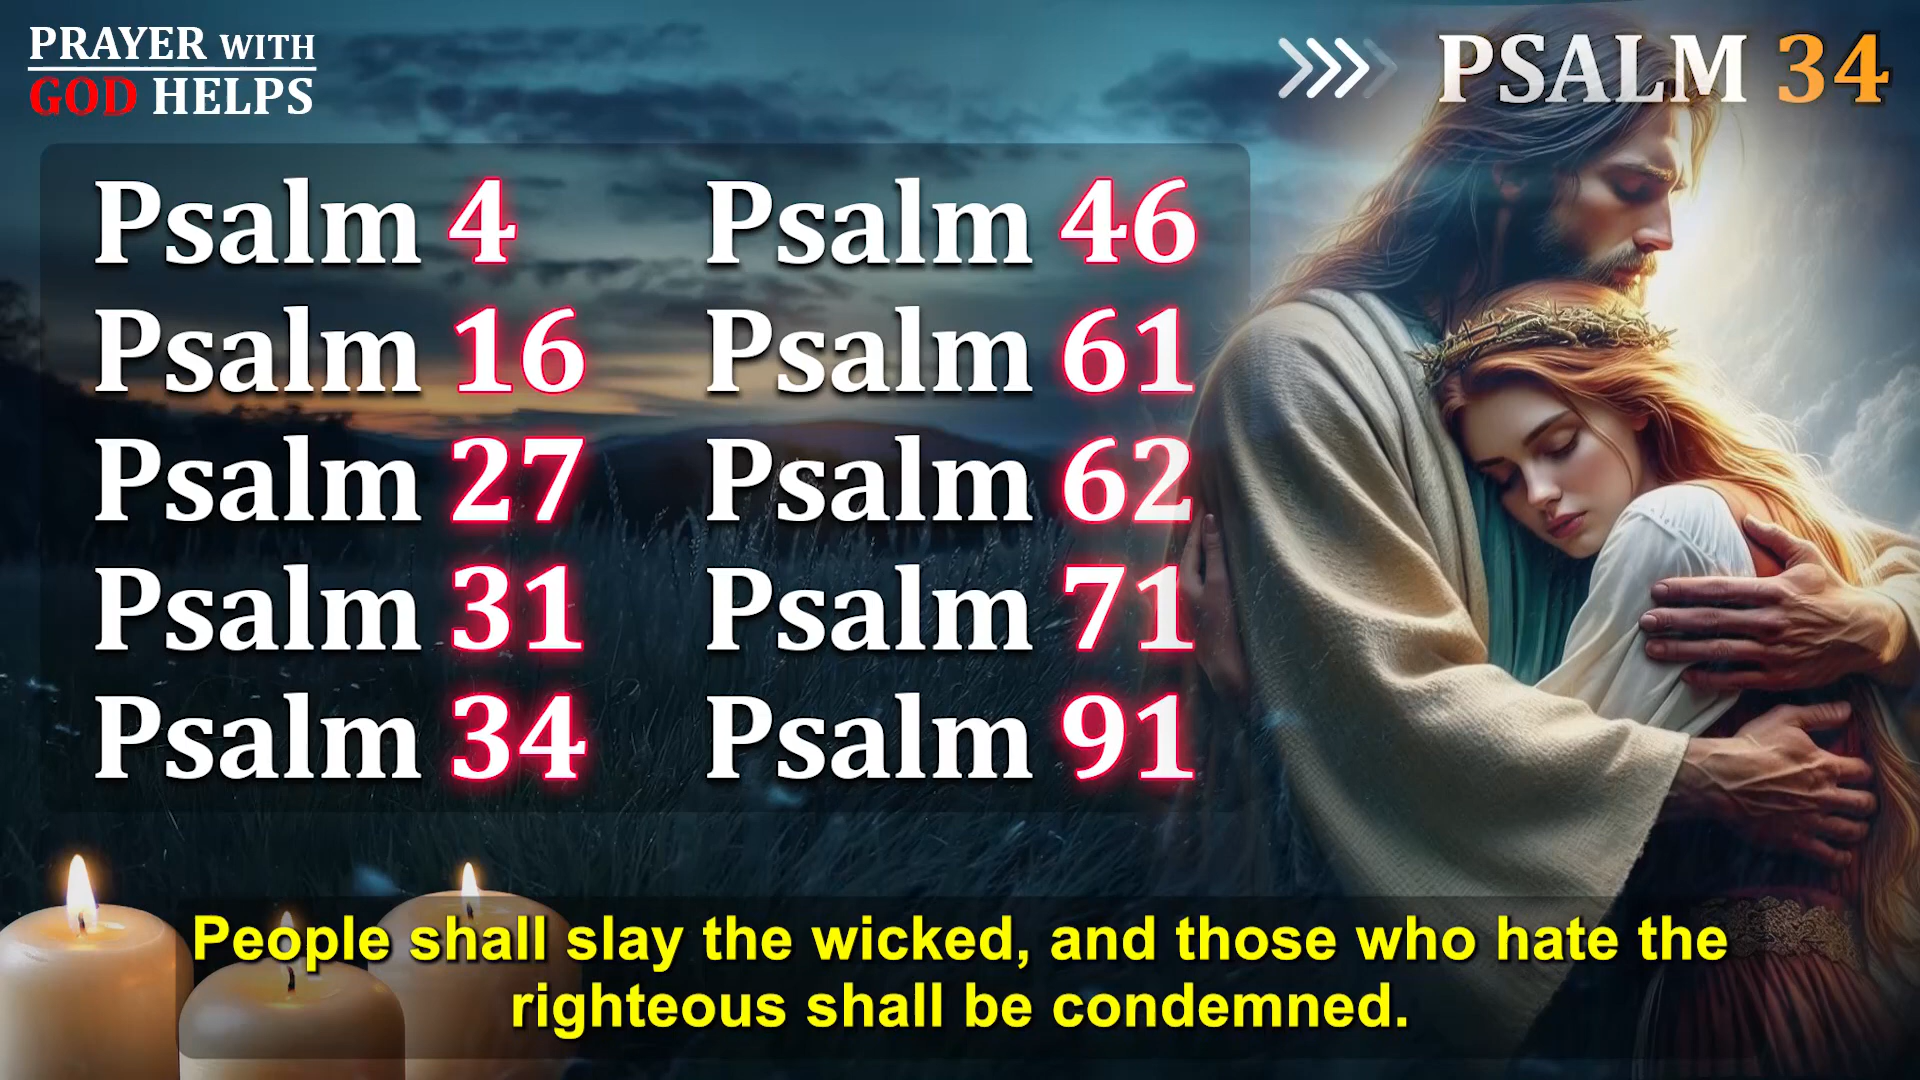 PRAYER WITH
GOD HELPS
PSALM 34
Psalm 4
Psalm 16
Psalm 27
Psalm 31
Psalm 34
Psalm 46
Psalm 61
Psalm 62
Psalm 71
Psalm 91
People shall slay the wicked, and those who hate the
righteous shall be condemned.